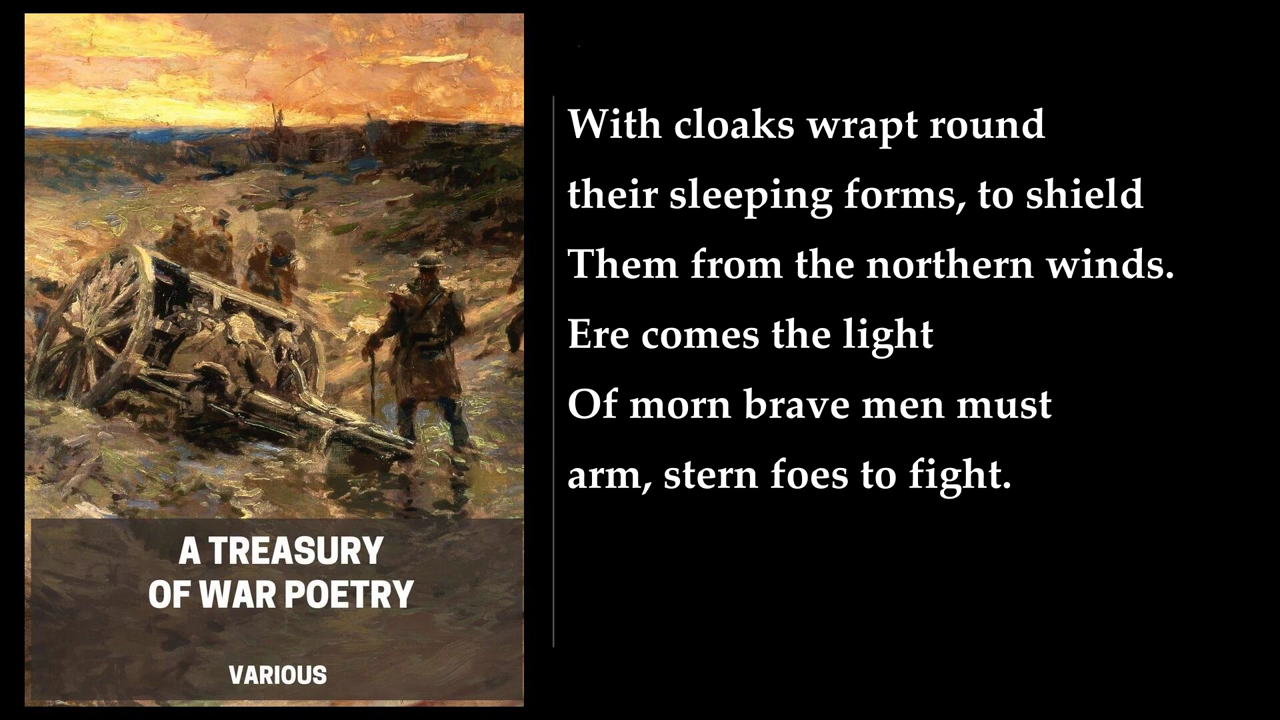 A TREASURY
OF WAR POETRY
VARIOUS
With cloaks wrapt round
their sleeping forms, to shield
Them from the northern winds.
Ere comes the light
Of morn brave men must
arm, stern foes to fight.